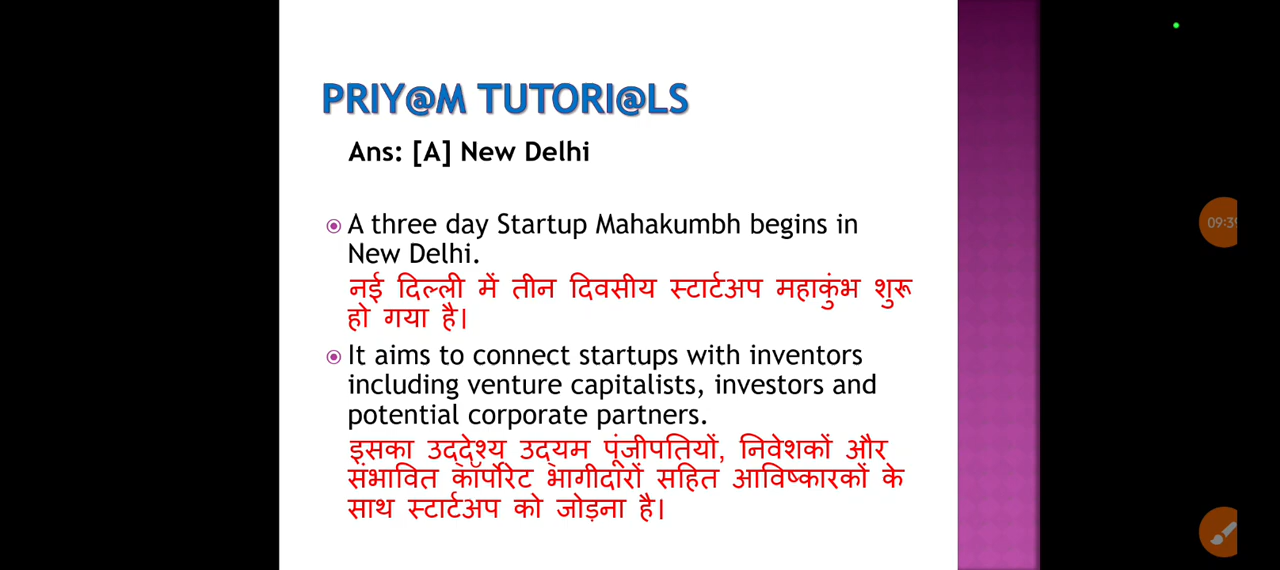 PRIY@M TUTORI@LS
Ans: [A] New Delhi
A three day Startup Mahakumbh begins in
New Delhi.
नई दिल्ली में तीन दिवसीय स्टार्टअप महाकुंभ शुरू
हो गया है।
It aims to connect startups with inventors
including venture capitalists, investors and
potential corporate partners.
इसका उद्देश्य उद्यम पूंजीपतियों, निवेशकों और
संभावित कॉर्पोरेट भागीदारों सहित आविष्कारकों के
साथ स्टार्टअप को जोड़ना है।
09:39